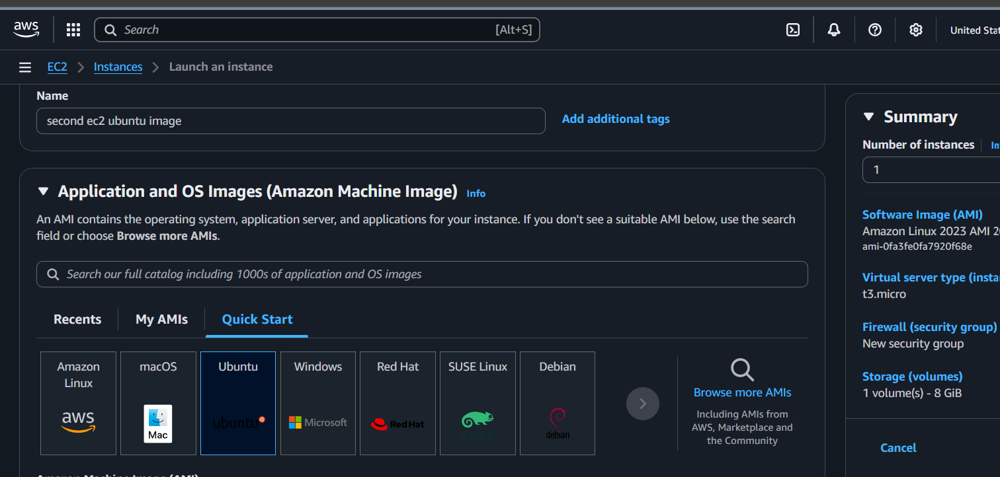 aws
Search
[Alt+S]
United Stat
EC2
Instances
Launch an instance
Name
second ec2 ubuntu image
Add additional tags
Application and OS Images (Amazon Machine Image)
Info
An AMI contains the operating system, application server, and applications for your instance. If you don't see a suitable AMI below, use the search
field or choose Browse more AMIs.
Search our full catalog including 1000s of application and OS images
Recents
My AMIs
Quick Start
Amazon
Linux
aws
macOS
Mac
Ubuntu
ubuntu
Windows
Microsoft
Red Hat
Red Hat
SUSE Linux
SUSE
Debian
debian
Browse more AMIs
Including AMIs from
AWS, Marketplace and
the Community
Amazon Machine Image (AMI)
Summary
Number of instances
1
Software Image (AMI)
Amazon Linux 2023 AMI 
ami-0fa3fe0fa7920f68e
Virtual server type (insta
t3.micro
Firewall (security group)
New security group
Storage (volumes)
1 volume(s) - 8 GiB
Cancel